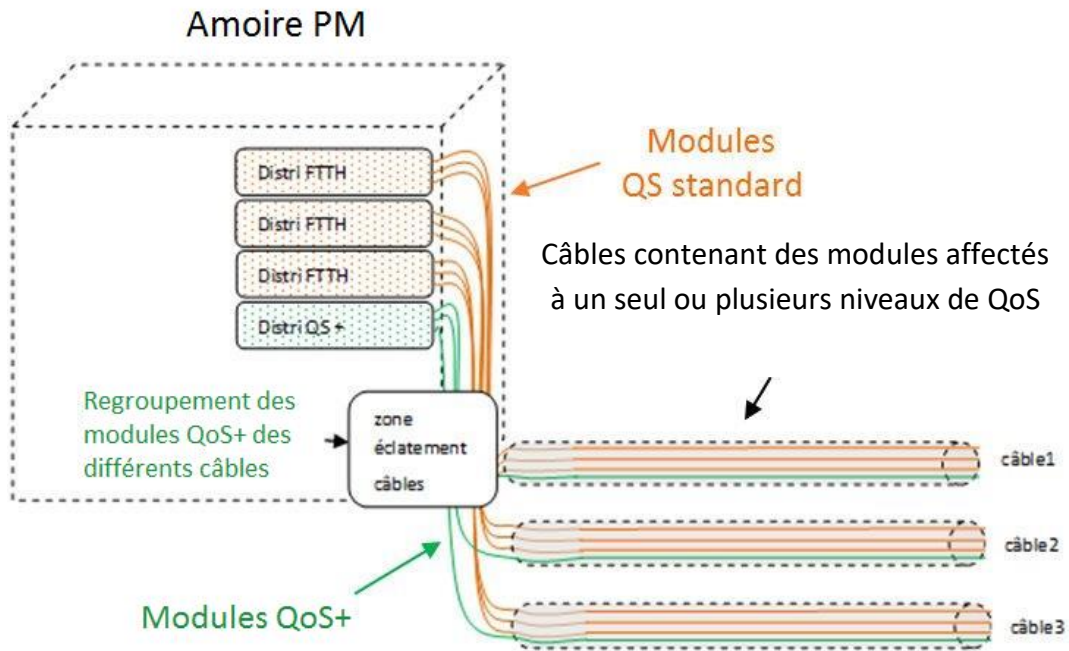 Amoire PM
Distri FTTH
Distri FTTH
Distri FTTH
Distri QS +
Modules
QS standard
Câbles contenant des modules affectés
à un seul ou plusieurs niveaux de QoS
Regroupement des
modules QoS+ des
différents câbles
zone
éclatement
câbles
câble1
câble2
câble3
Modules QoS+